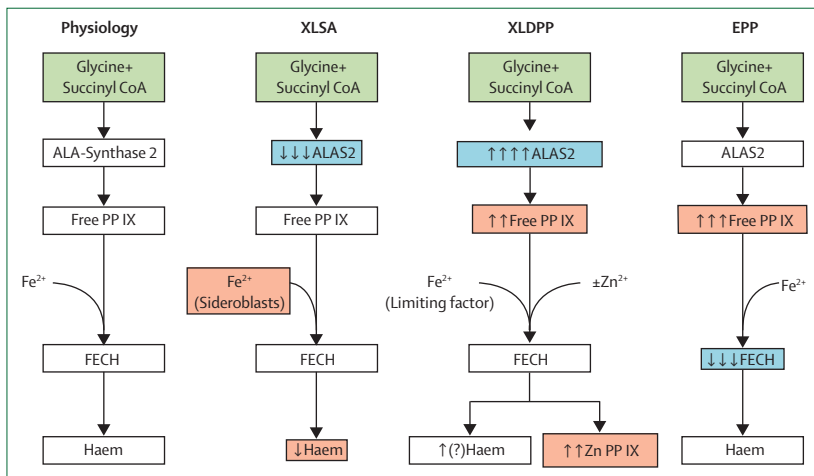 Physiology
Glycine+
Succinyl CoA
ALA-Synthase 2
Free PP IX
Fe²⁺
FECH
Haem
XLSA
Glycine+
Succinyl CoA
↓↓↓ALAS2
Free PP IX
Fe²⁺
(Sideroblasts)
FECH
↓Haem
XLDPP
Glycine+
Succinyl CoA
↑↑↑↑ALAS2
↑↑Free PP IX
Fe²⁺
(Limiting factor)
±Zn²⁺
FECH
↑(?)Haem
↑↑Zn PP IX
EPP
Glycine+
Succinyl CoA
ALAS2
↑↑↑Free PP IX
Fe²⁺
↓↓↓FECH
Haem